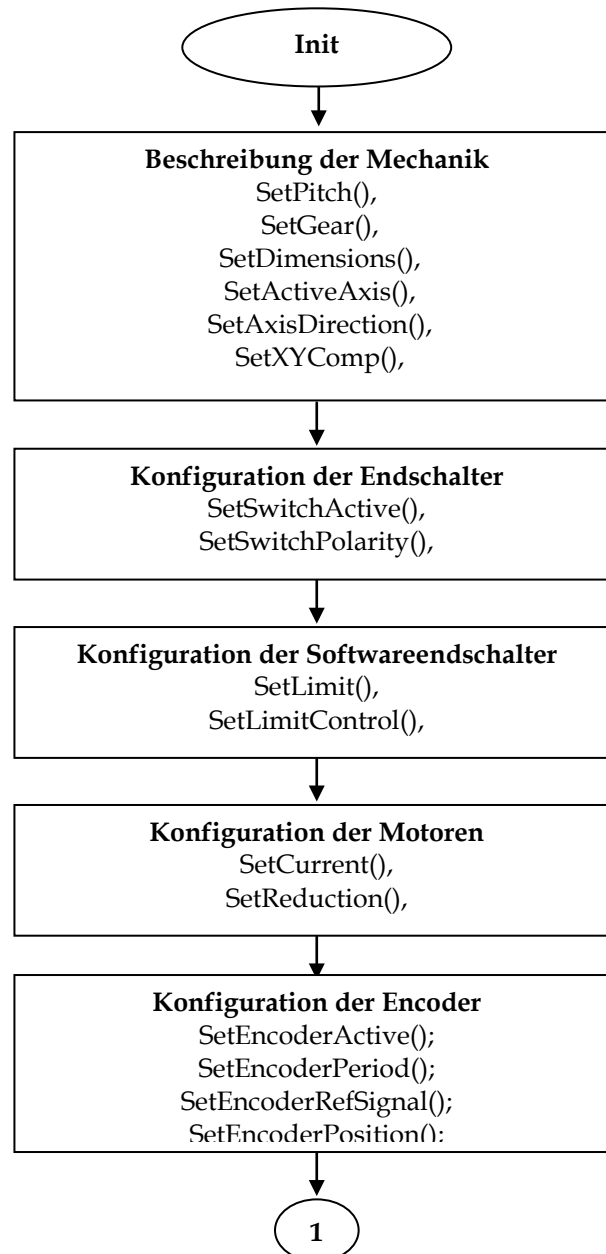 Init
Beschreibung der Mechanik
SetPitch(),
SetGear(),
SetDimensions(),
SetActiveAxis(),
SetAxisDirection(),
SetXYComp(),
Konfiguration der Endschalter
SetSwitchActive(),
SetSwitchPolarity(),
Konfiguration der Softwareendschalter
SetLimit(),
SetLimitControl(),
Konfiguration der Motoren
SetCurrent(),
SetReduction(),
Konfiguration der Encoder
SetEncoderActive();
SetEncoderPeriod();
SetEncoderRefSignal();
SetEncoderPosition();
1